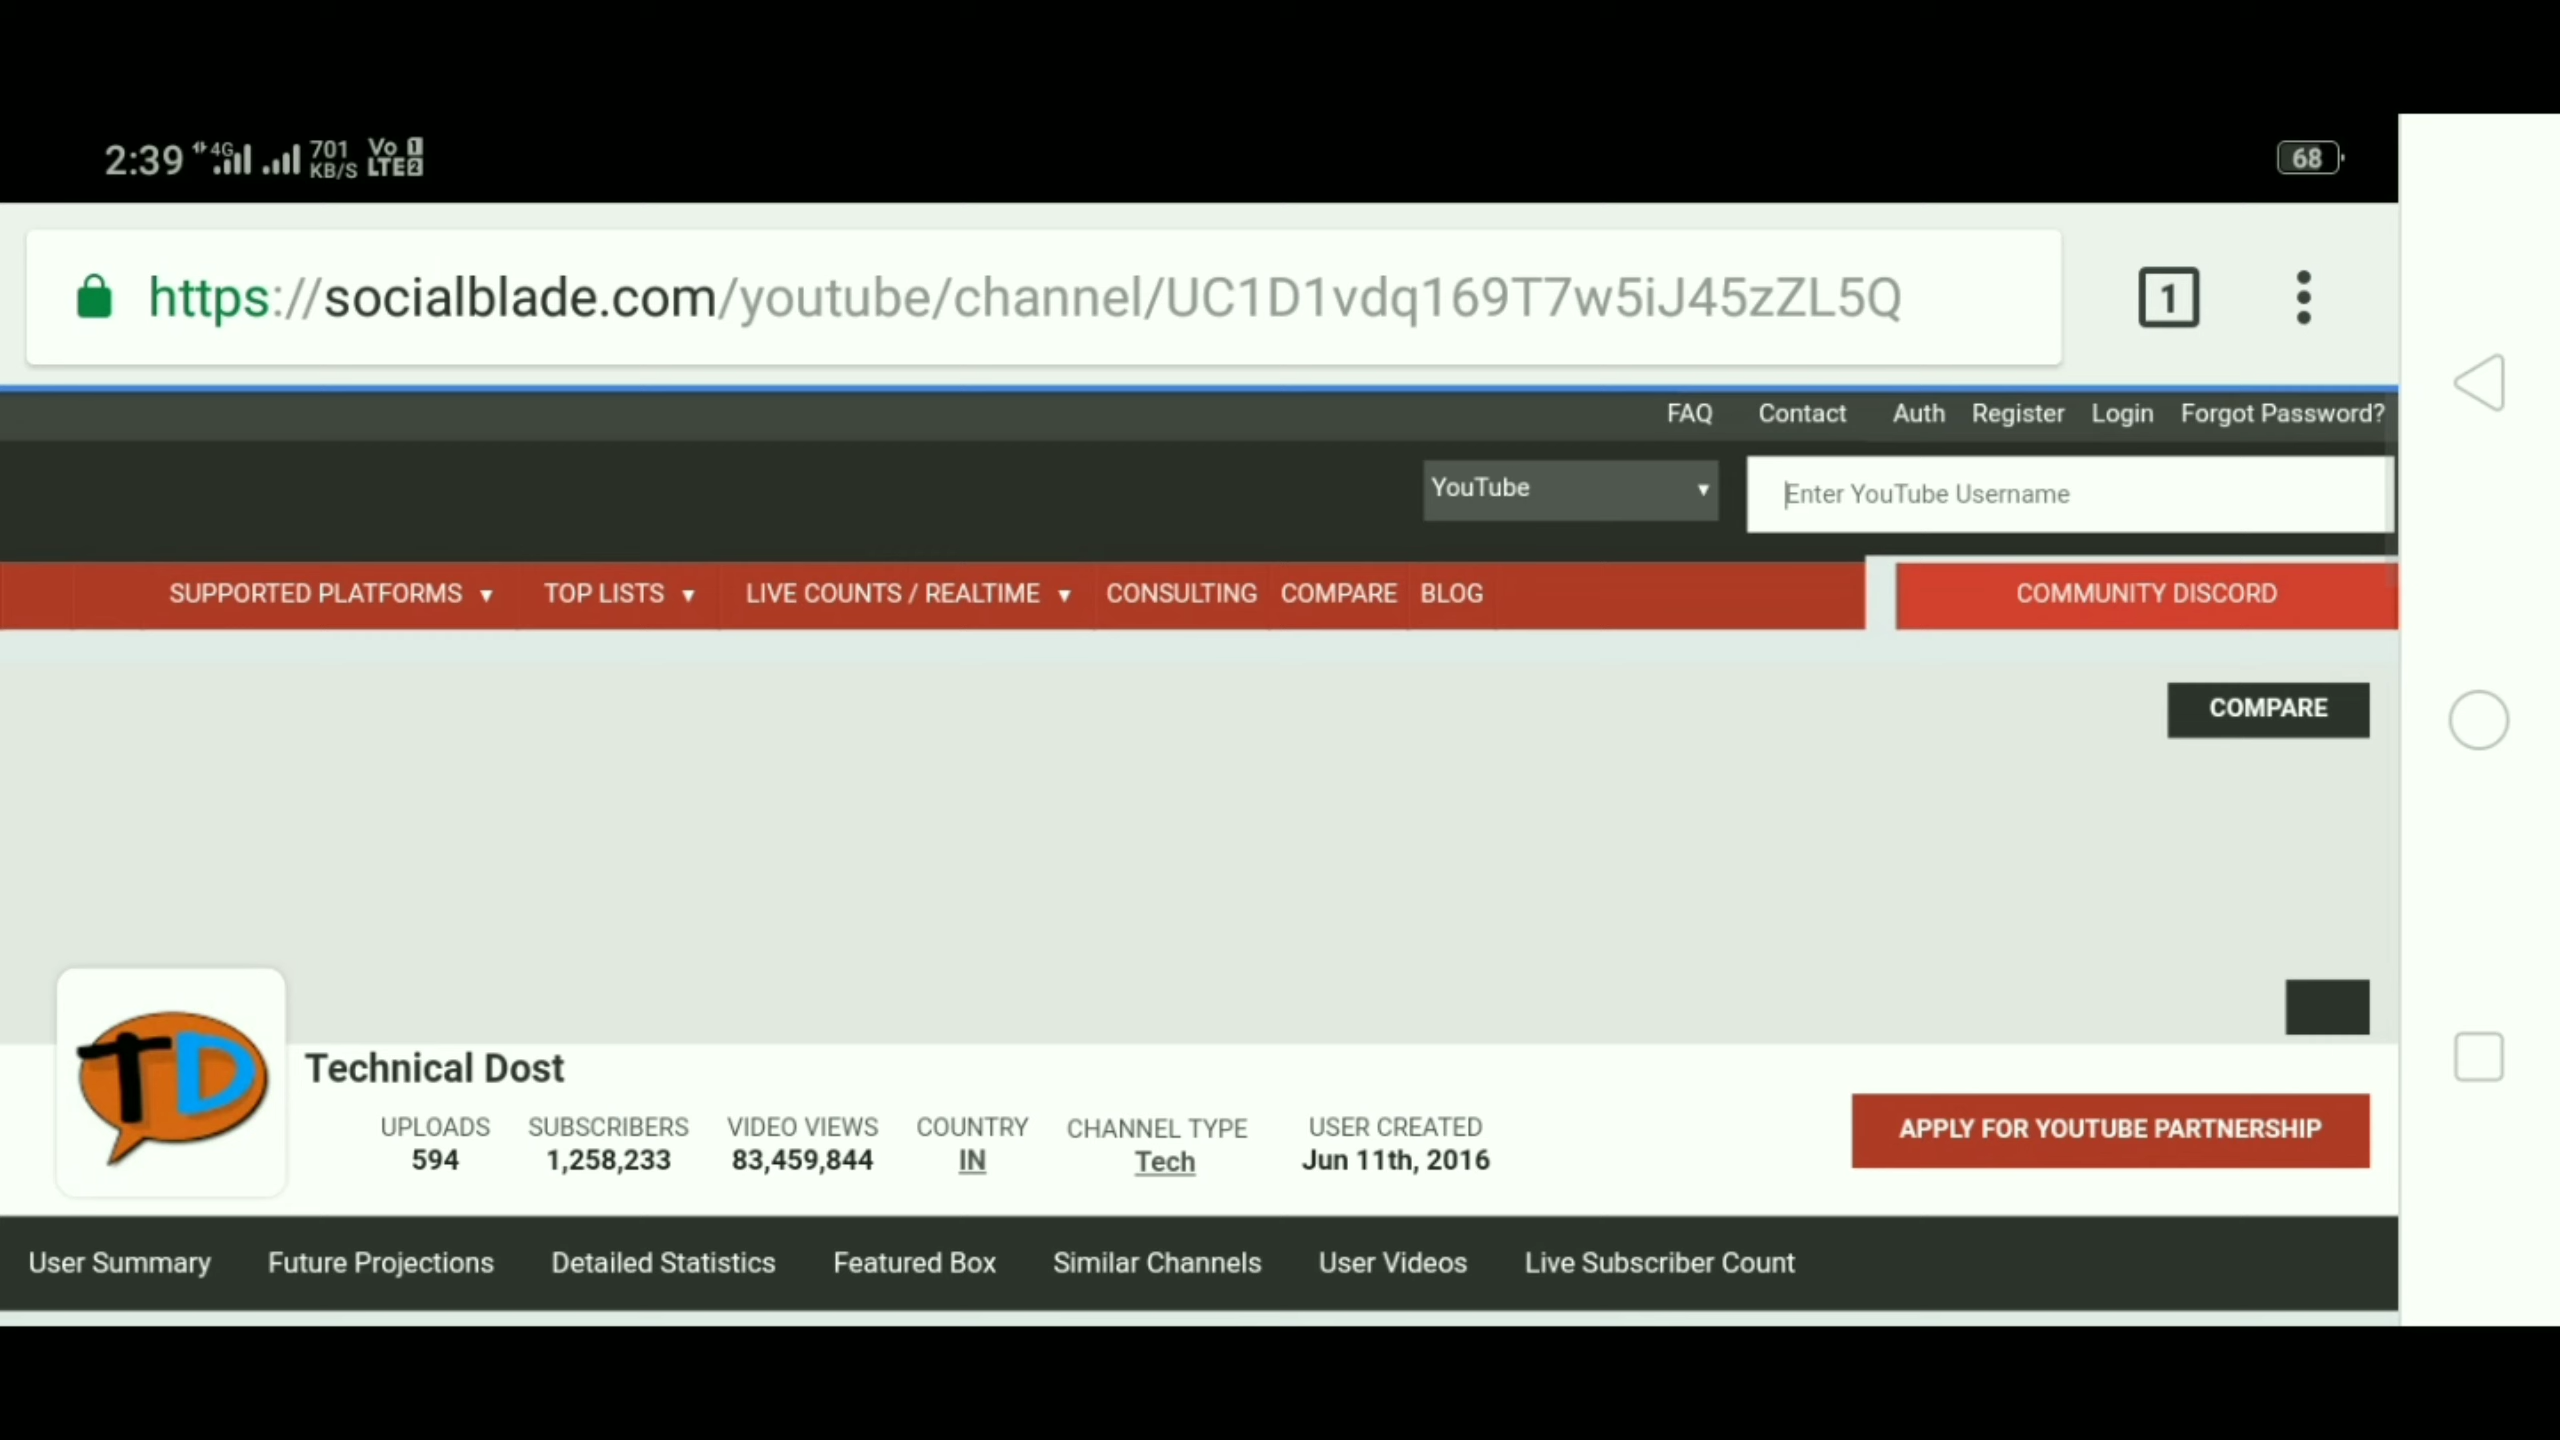 2:39 4G 701 KB/S Vo LTE 1 2 68
https://socialblade.com/youtube/channel/UC1D1vdq169T7w5iJ45zZL5Q 1
FAQ Contact Auth Register Login Forgot Password?
YouTube Enter YouTube Username
SUPPORTED PLATFORMS TOP LISTS LIVE COUNTS / REALTIME CONSULTING COMPARE BLOG COMMUNITY DISCORD
COMPARE
TD
Technical Dost
UPLOADS SUBSCRIBERS VIDEO VIEWS COUNTRY CHANNEL TYPE USER CREATED
594 1,258,233 83,459,844 IN Tech Jun 11th, 2016
APPLY FOR YOUTUBE PARTNERSHIP
User Summary Future Projections Detailed Statistics Featured Box Similar Channels User Videos Live Subscriber Count